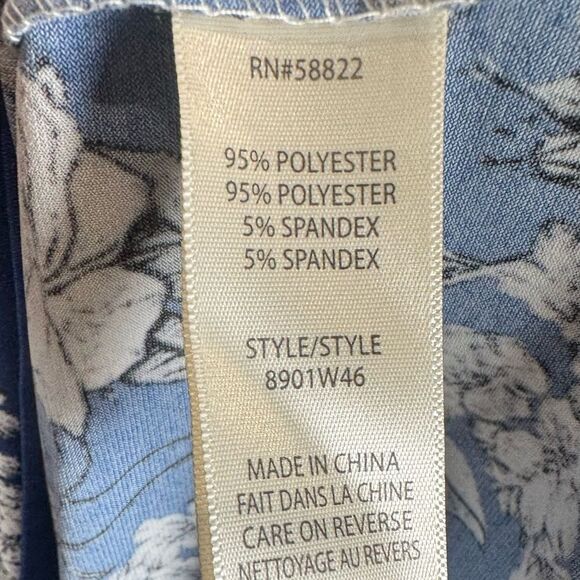 RN#58822
95% POLYESTER
95% POLYESTER
5% SPANDEX
5% SPANDEX
STYLE/STYLE
8901W46
MADE IN CHINA
FAIT DANS LA CHINE
CARE ON REVERSE
NETTOYAGE AU REVERS